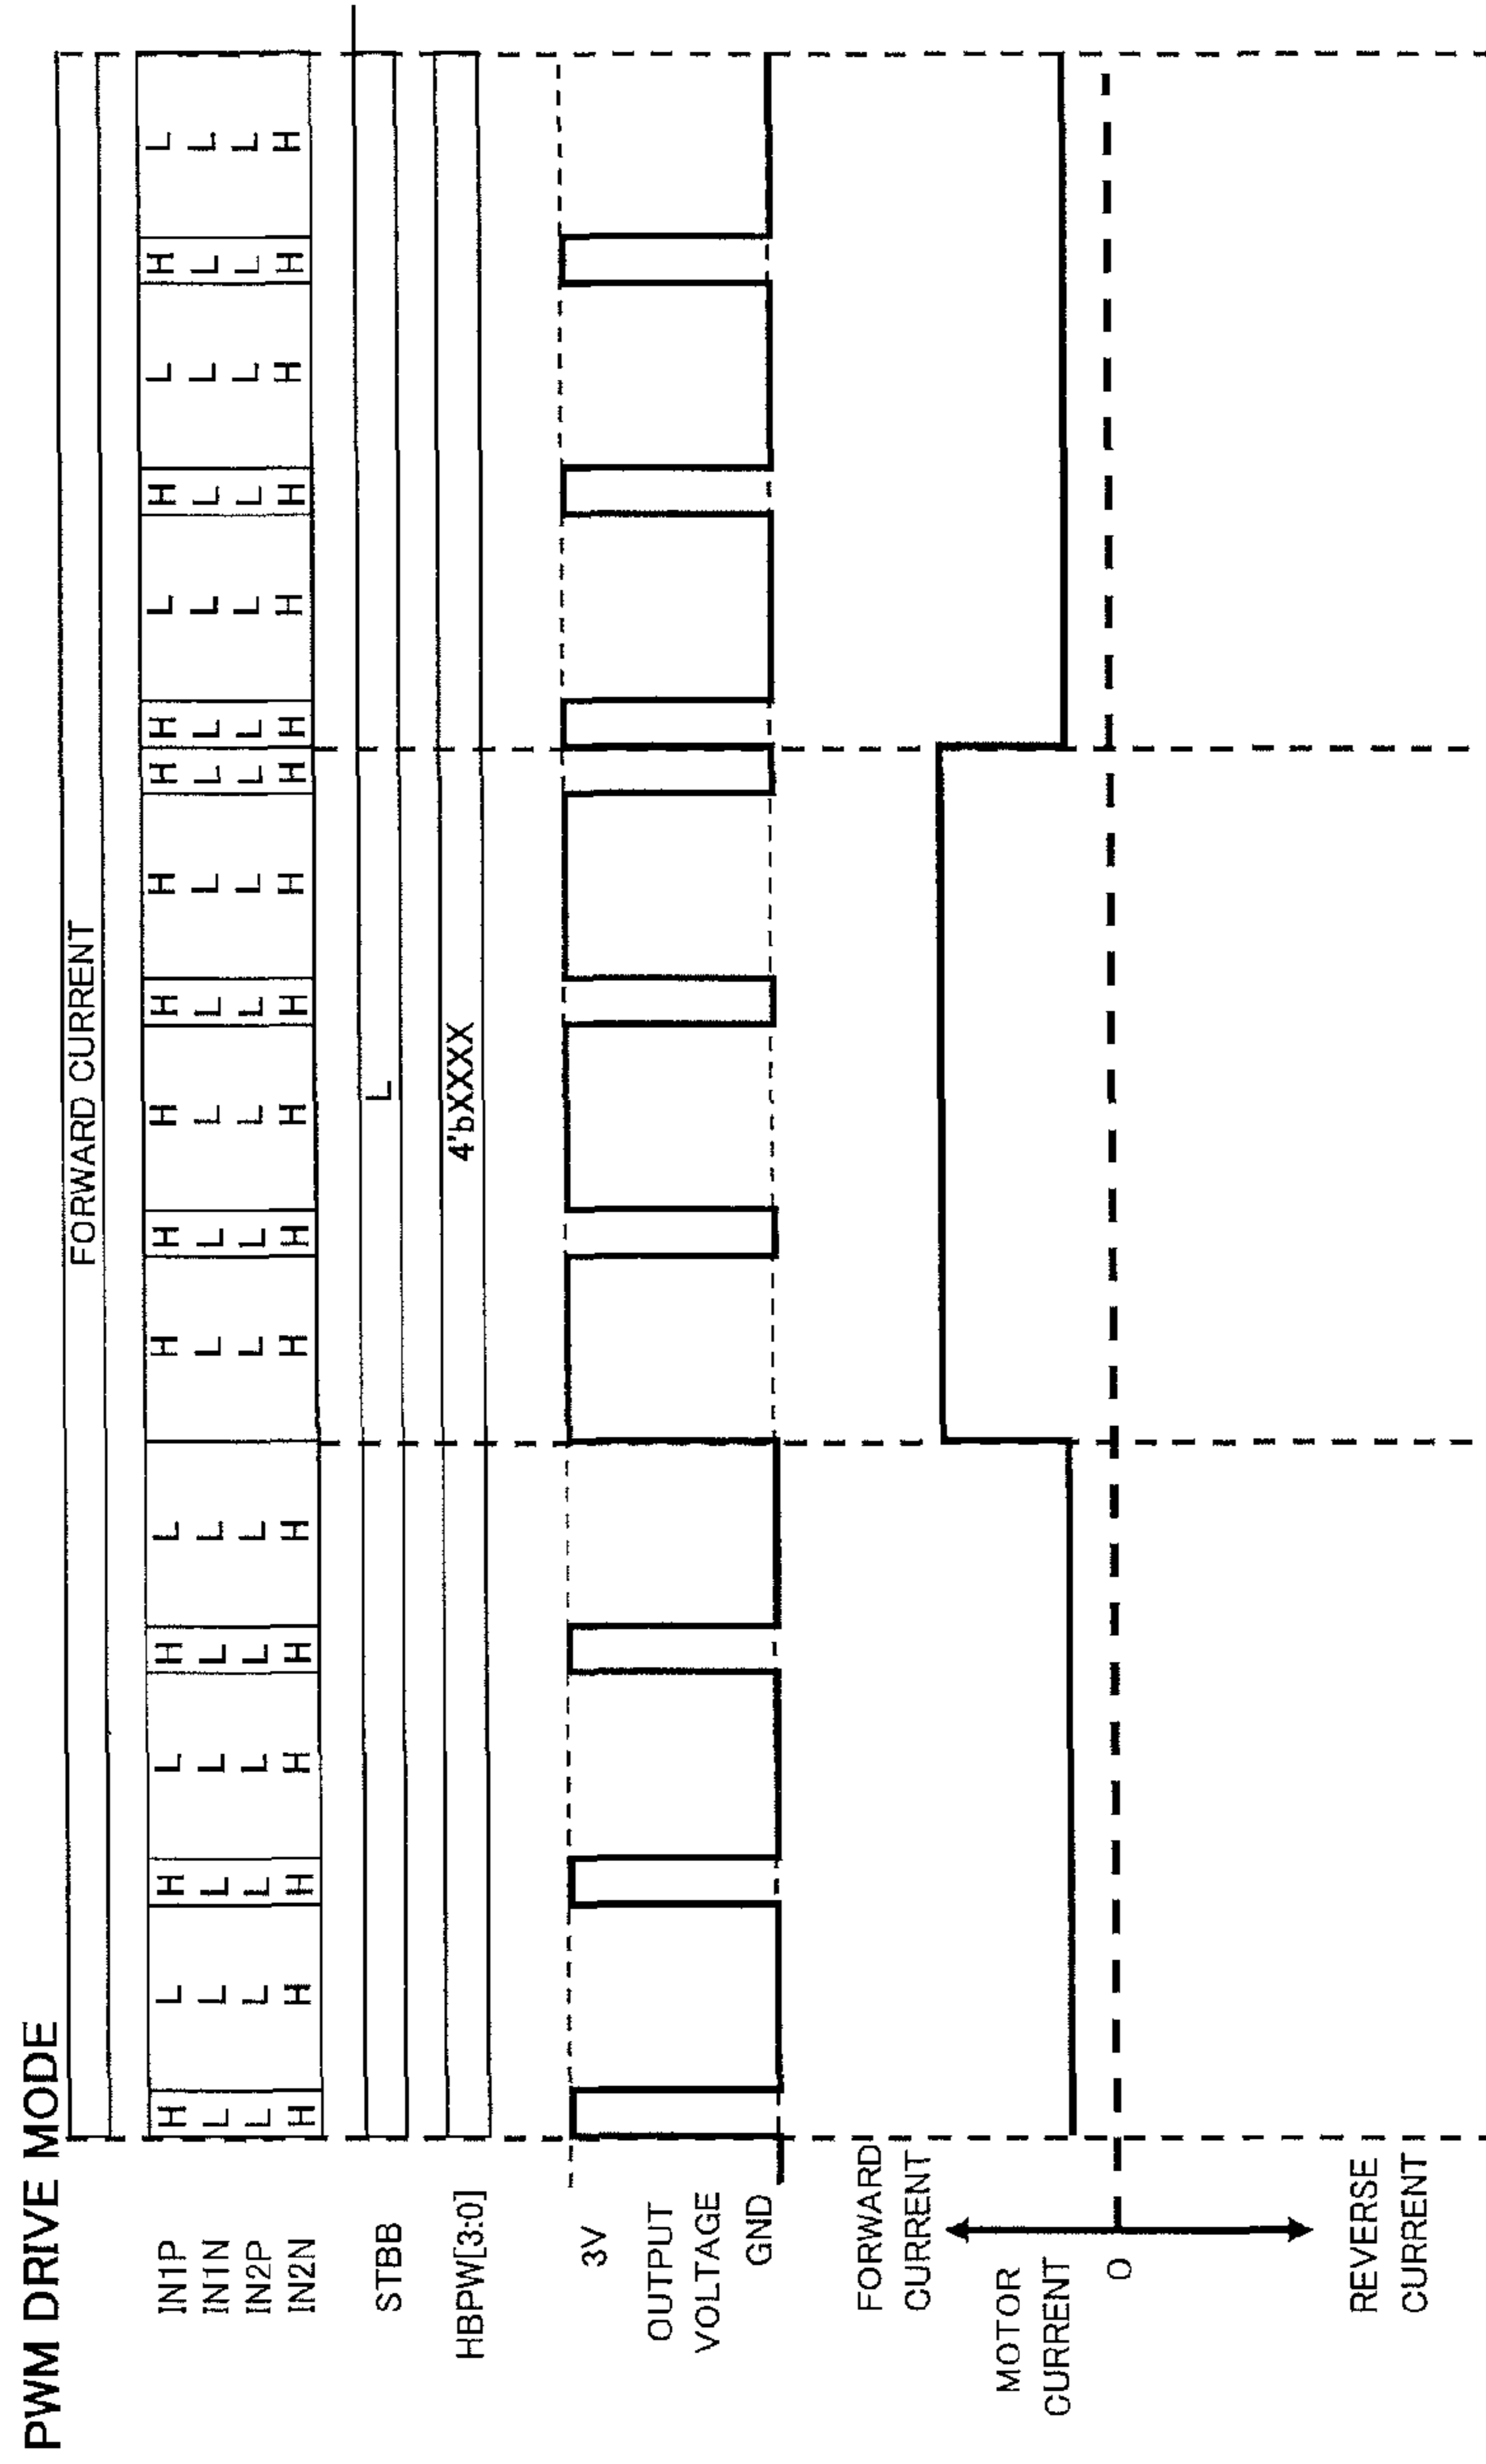 PWM DRIVE MODE
FORWARD CURRENT
IN1P H L H L H L H H H H H H H L H L H L
IN1N L L L L L L L L L L L L L L L L L L
IN2P L L L L L L L L L L L L L L L L L L
IN2N H H H H H H H H H H H H H H H H H H
STBB L
HBPW[3:0] 4'bXXXX
3V
OUTPUT
VOLTAGE
GND
FORWARD
CURRENT
MOTOR
CURRENT
0
REVERSE
CURRENT